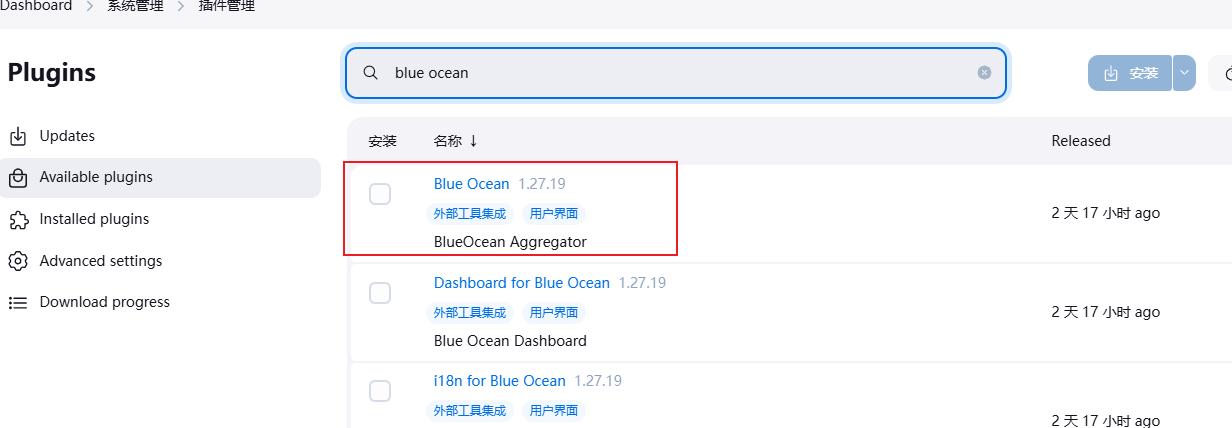 Dashboard > 系统管理 > 插件管理
Plugins
blue ocean
安装
Updates
Available plugins
Installed plugins
Advanced settings
Download progress
安装 名称 ↓ Released
Blue Ocean 1.27.19
外部工具集成 用户界面
2 天 17 小时 ago
BlueOcean Aggregator
Dashboard for Blue Ocean 1.27.19
外部工具集成 用户界面
2 天 17 小时 ago
Blue Ocean Dashboard
i18n for Blue Ocean 1.27.19
外部工具集成 用户界面
2 天 17 小时 ago